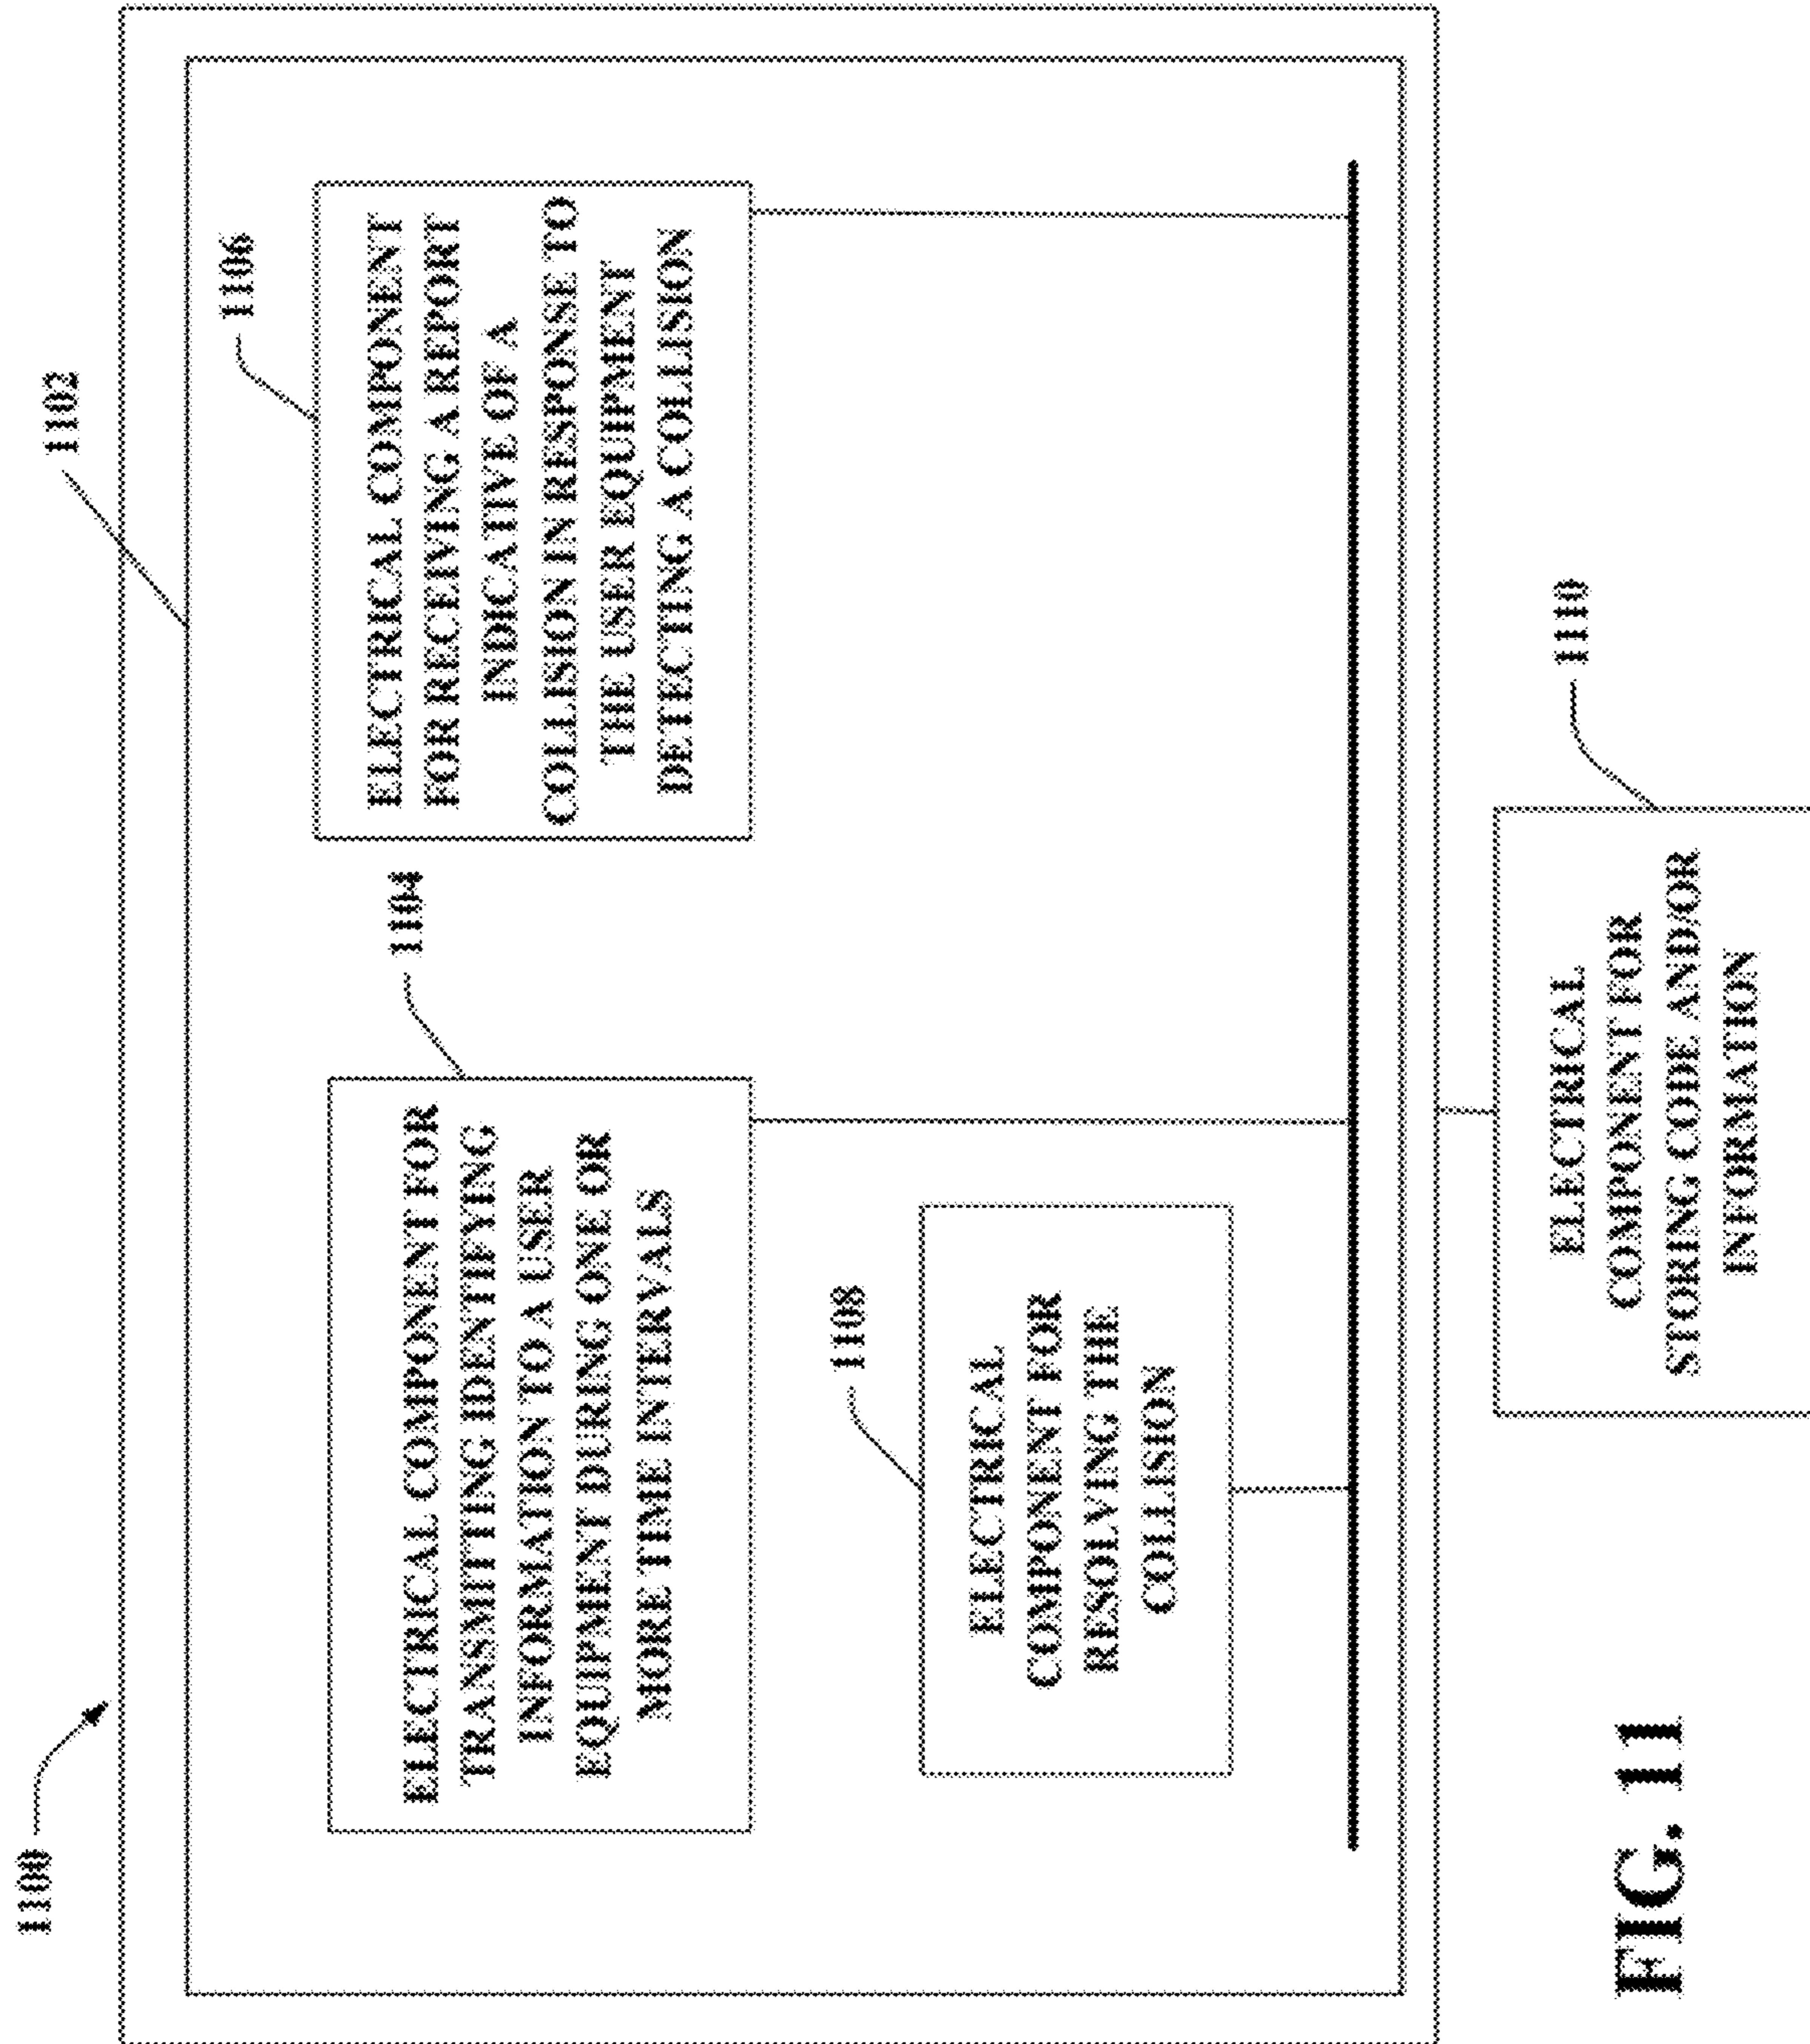 1100
1102
1104
1106
ELECTRICAL COMPONENT FOR
TRANSMITTING IDENTIFYING
INFORMATION TO A USER
EQUIPMENT DURING ONE OR
MORE TIME INTERVALS
ELECTRICAL COMPONENT
FOR RECEIVING A REPORT
INDICATIVE OF A
COLLISION IN RESPONSE TO
THE USER EQUIPMENT
DETECTING A COLLISION
1108
ELECTRICAL
COMPONENT FOR
RESOLVING THE
COLLISION
1110
ELECTRICAL
COMPONENT FOR
STORING CODE AND/OR
INFORMATION
FIG. 11